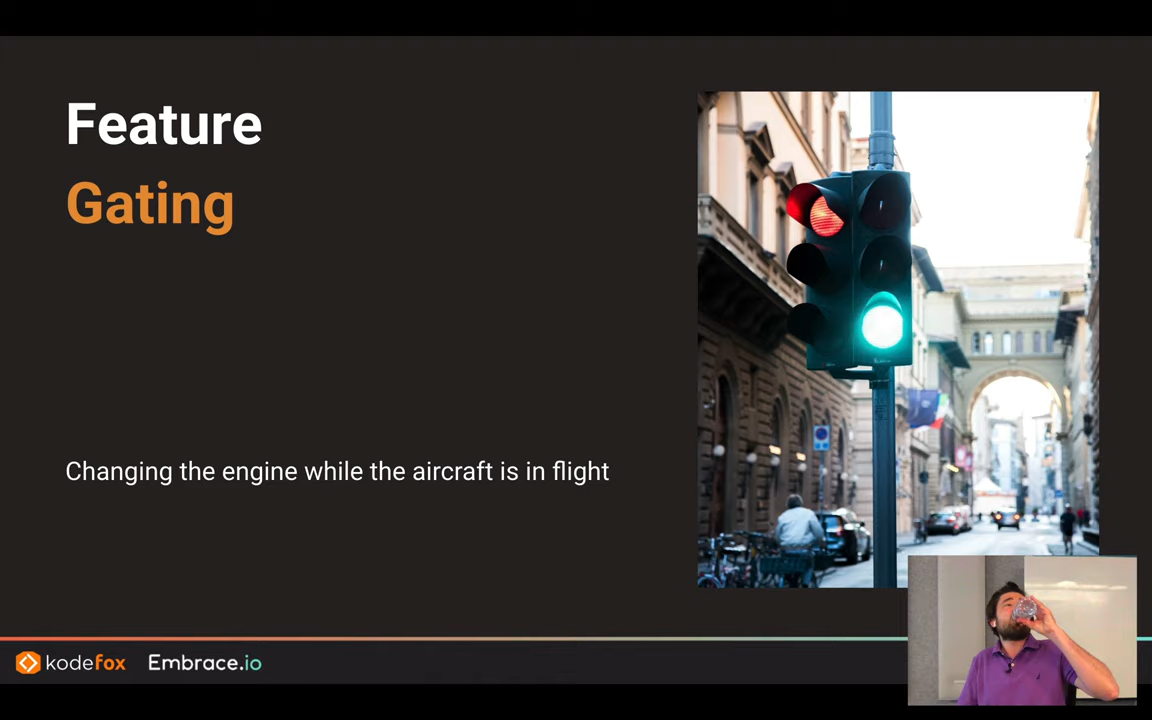 Feature
Gating
Changing the engine while the aircraft is in flight
kodefox Embrace.io